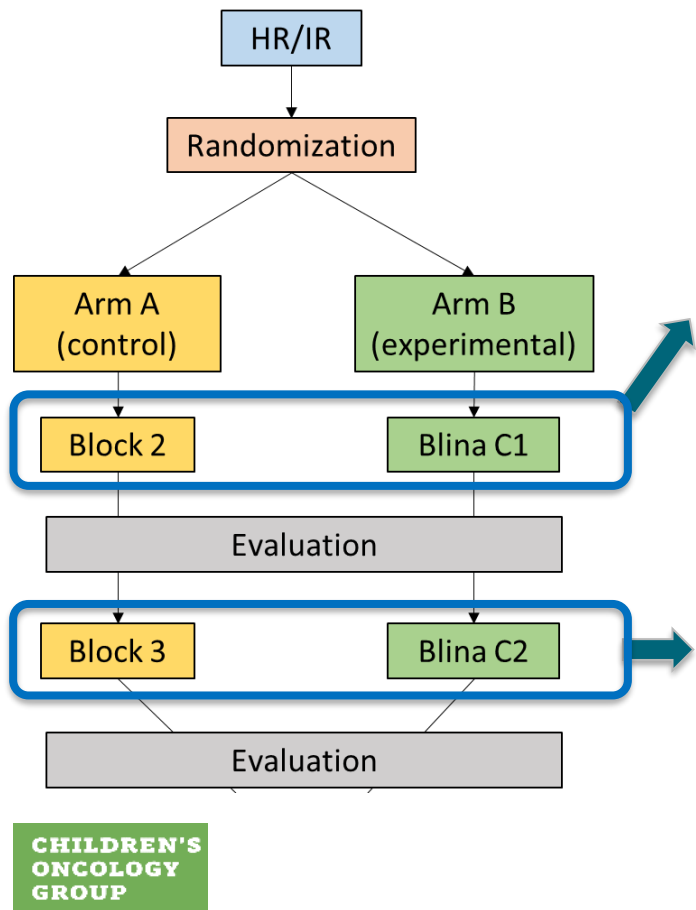 HR/IR
Randomization
Arm A
(control)
Arm B
(experimental)
Block 2
Blina C1
Evaluation
Block 3
Blina C2
Evaluation
CHILDREN'S
ONCOLOGY
GROUP